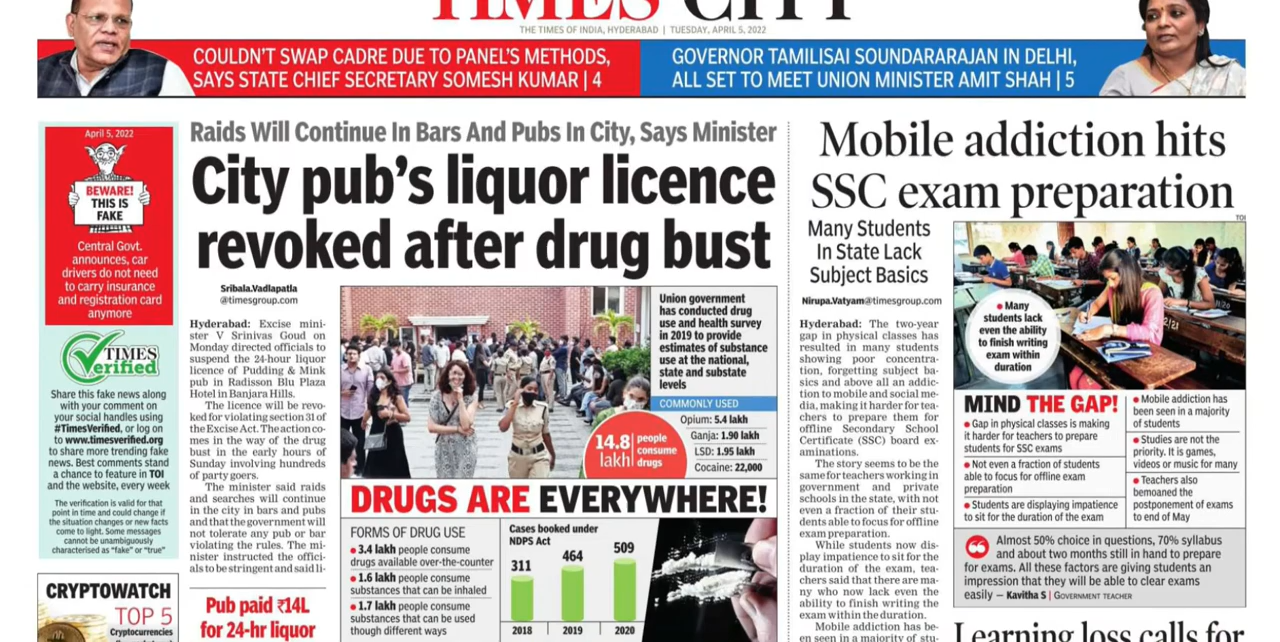 TIMES CITY
THE TIMES OF INDIA, HYDERABAD | TUESDAY, APRIL 5, 2022
COULDN'T SWAP CADRE DUE TO PANEL'S METHODS,
SAYS STATE CHIEF SECRETARY SOMESH KUMAR | 4
GOVERNOR TAMILISAI SOUNDARARAJAN IN DELHI,
ALL SET TO MEET UNION MINISTER AMIT SHAH | 5
April 5, 2022
BEWARE!
THIS IS
FAKE
Central Govt.
announces, car
drivers do not need
to carry insurance
and registration card
anymore
TIMES
Verified
Share this fake news along
with your comment on
your social handles using
#TimesVerified, or log on
to www.timesverified.org
to share more trending fake
news. Best comments stand
a chance to feature in TOI
and the website, every week
The verification is valid for that
point in time and could change if
the situation changes or new facts
come to light. Some messages
cannot be unambiguously
characterised as "fake" or "true"
CRYPTOWATCH
TOP 5
Cryptocurrencies
Raids Will Continue In Bars And Pubs In City, Says Minister
City pub's liquor licence
revoked after drug bust
Sribala.Vadlapatla
@timesgroup.com
Hyderabad: Excise mini-
ster V Srinivas Goud on
Monday directed officials to
suspend the 24-hour liquor
licence of Pudding & Mink
pub in Radisson Blu Plaza
Hotel in Banjara Hills.
The licence will be revo-
ked for violating section 31 of
the Excise Act. The action co-
mes in the way of the drug
bust in the early hours of
Sunday involving hundreds
of party goers.
The minister said raids
and searches will continue
in the city in bars and pubs
and that the government will
not tolerate any pub or bar
violating the rules. The mi-
nister instructed the offici-
als to be stringent and said li-
Pub paid ₹14L
for 24-hr liquor
Union government
has conducted drug
use and health survey
in 2019 to provide
estimates of substance
use at the national,
state and substate
levels
COMMONLY USED
Opium: 5.4 lakh
Ganja: 1.90 lakh
LSD: 1.95 lakh
Cocaine: 22,000
14.8 lakh
people
consume
drugs
DRUGS ARE EVERYWHERE!
FORMS OF DRUG USE
• 3.4 lakh people consume
drugs available over-the-counter
• 1.6 lakh people consume
substances that can be inhaled
• 1.7 lakh people consume
substances that can be used
though different ways
Cases booked under
NDPS Act
311
464
509
2018
2019
2020
Mobile addiction hits
SSC exam preparation
TOI
Many Students
In State Lack
Subject Basics
Nirupa.Vatyam@timesgroup.com
Hyderabad: The two-year
gap in physical classes has
resulted in many students
showing poor concentra-
tion, forgetting subject ba-
sics and above all an addic-
tion to mobile and social me-
dia, making it harder for tea-
chers to prepare them for
offline Secondary School
Certificate (SSC) board ex-
aminations.
The story seems to be the
same for teachers working in
government and private
schools in the state, with not
even a fraction of their stu-
dents able to focus for offline
exam preparation.
While students now dis-
play impatience to sit for the
duration of the exam, teac-
hers said that there are ma-
ny who now lack even the
ability to finish writing the
exam within the duration.
Mobile addiction has be-
en seen in a majority of stu-
• Many
students lack
even the ability
to finish writing
exam within
duration
MIND THE GAP!
• Gap in physical classes is making
it harder for teachers to prepare
students for SSC exams
• Not even a fraction of students
able to focus for offline exam
preparation
• Students are displaying impatience
to sit for the duration of the exam
• Mobile addiction has
been seen in a majority
of students
• Studies are not the
priority. It is games,
videos or music for many
• Teachers also
bemoaned the
postponement of exams
to end of May
Almost 50% choice in questions, 70% syllabus
and about two months still in hand to prepare
for exams. All these factors are giving students an
impression that they will be able to clear exams
easily — Kavitha S | GOVERNMENT TEACHER
Learning loss calls for